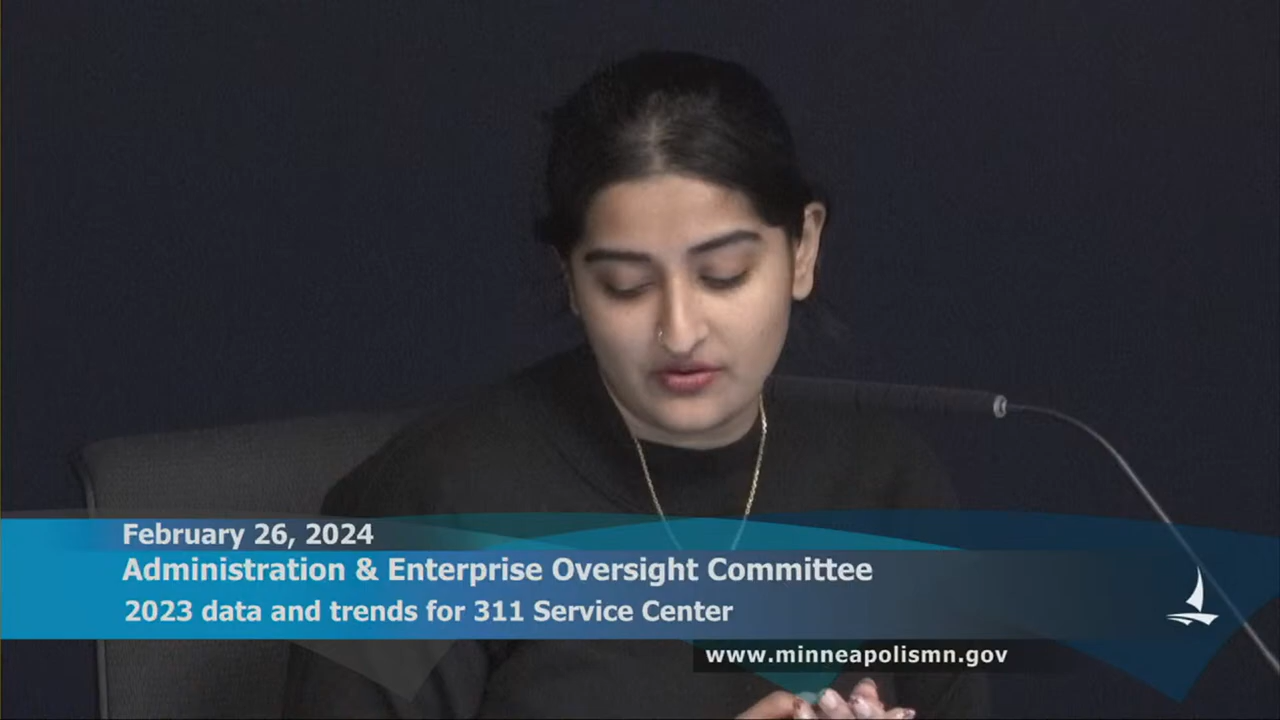 February 26, 2024
Administration & Enterprise Oversight Committee
2023 data and trends for 311 Service Center
www.minneapolismn.gov